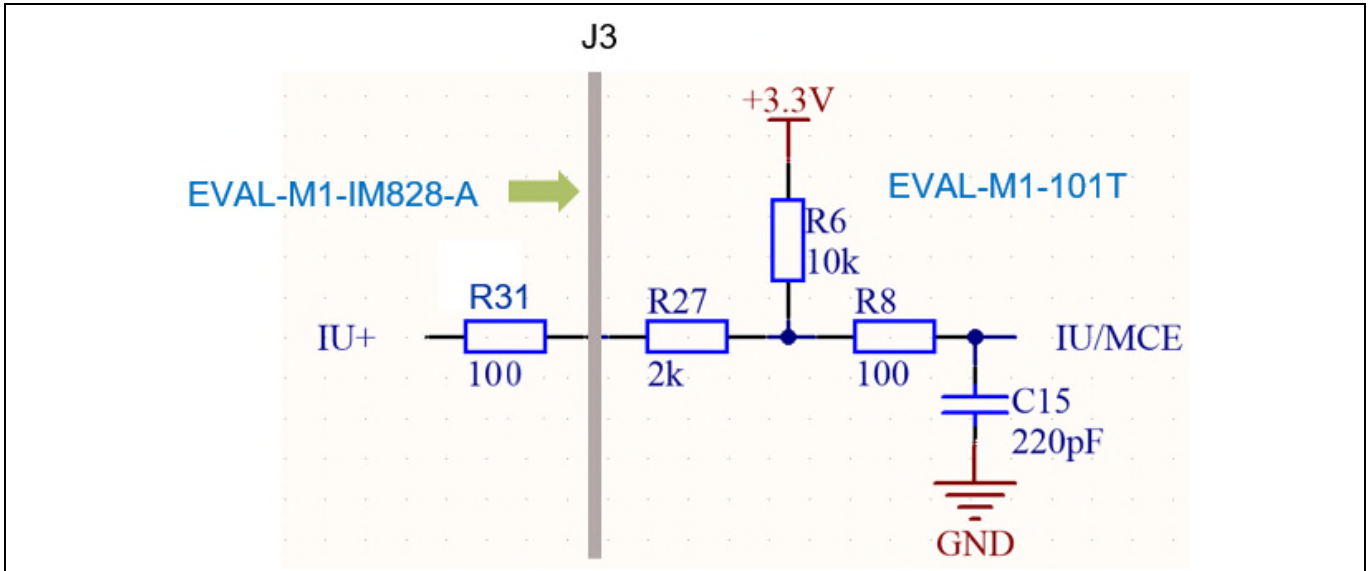 J3
+3.3V
EVAL-M1-IM828-A
EVAL-M1-101T
R6
10k
R31
R27
R8
IU+
IU/MCE
100
2k
100
C15
220pF
GND